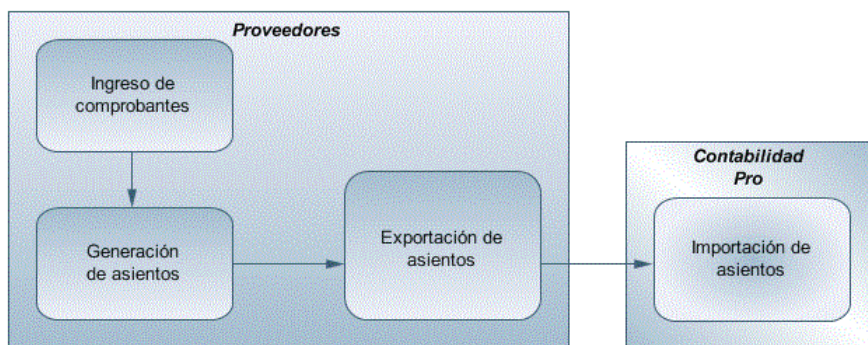 Proveedores
Ingreso de
comprobantes
Generación
de asientos
Exportación de
asientos
Contabilidad
Pro
Importación de
asientos